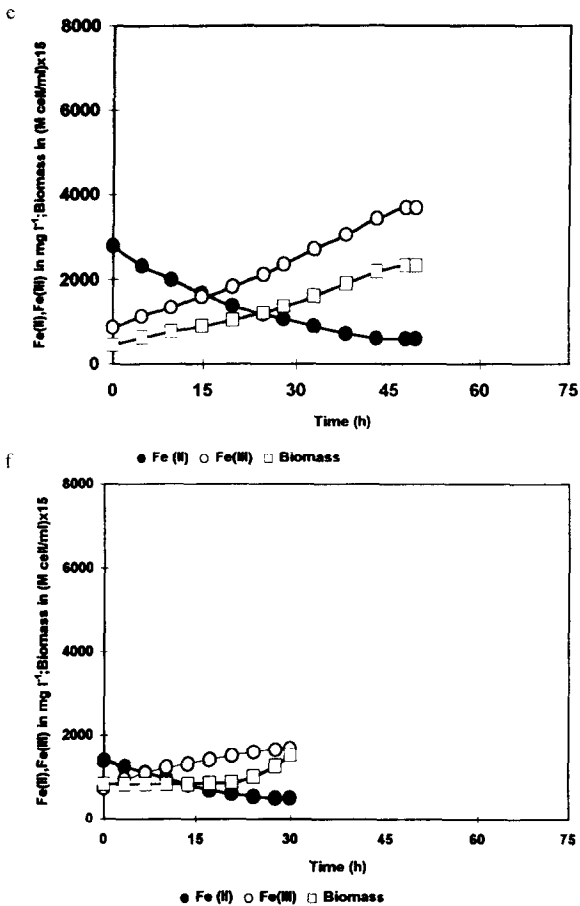 e
8000
6000
4000
2000
0
Fe(II),Fe(III) in mg l⁻¹;Biomass in (M cell/ml)x15
0 15 30 45 60 75
Time (h)
● Fe (II) ○ Fe(III) □ Biomass
f
8000
6000
4000
2000
0
Fe(II),Fe(III) in mg l⁻¹;Biomass in (M cell/ml)x15
0 15 30 45 60 75
Time (h)
● Fe (II) ○ Fe(III) □ Biomass